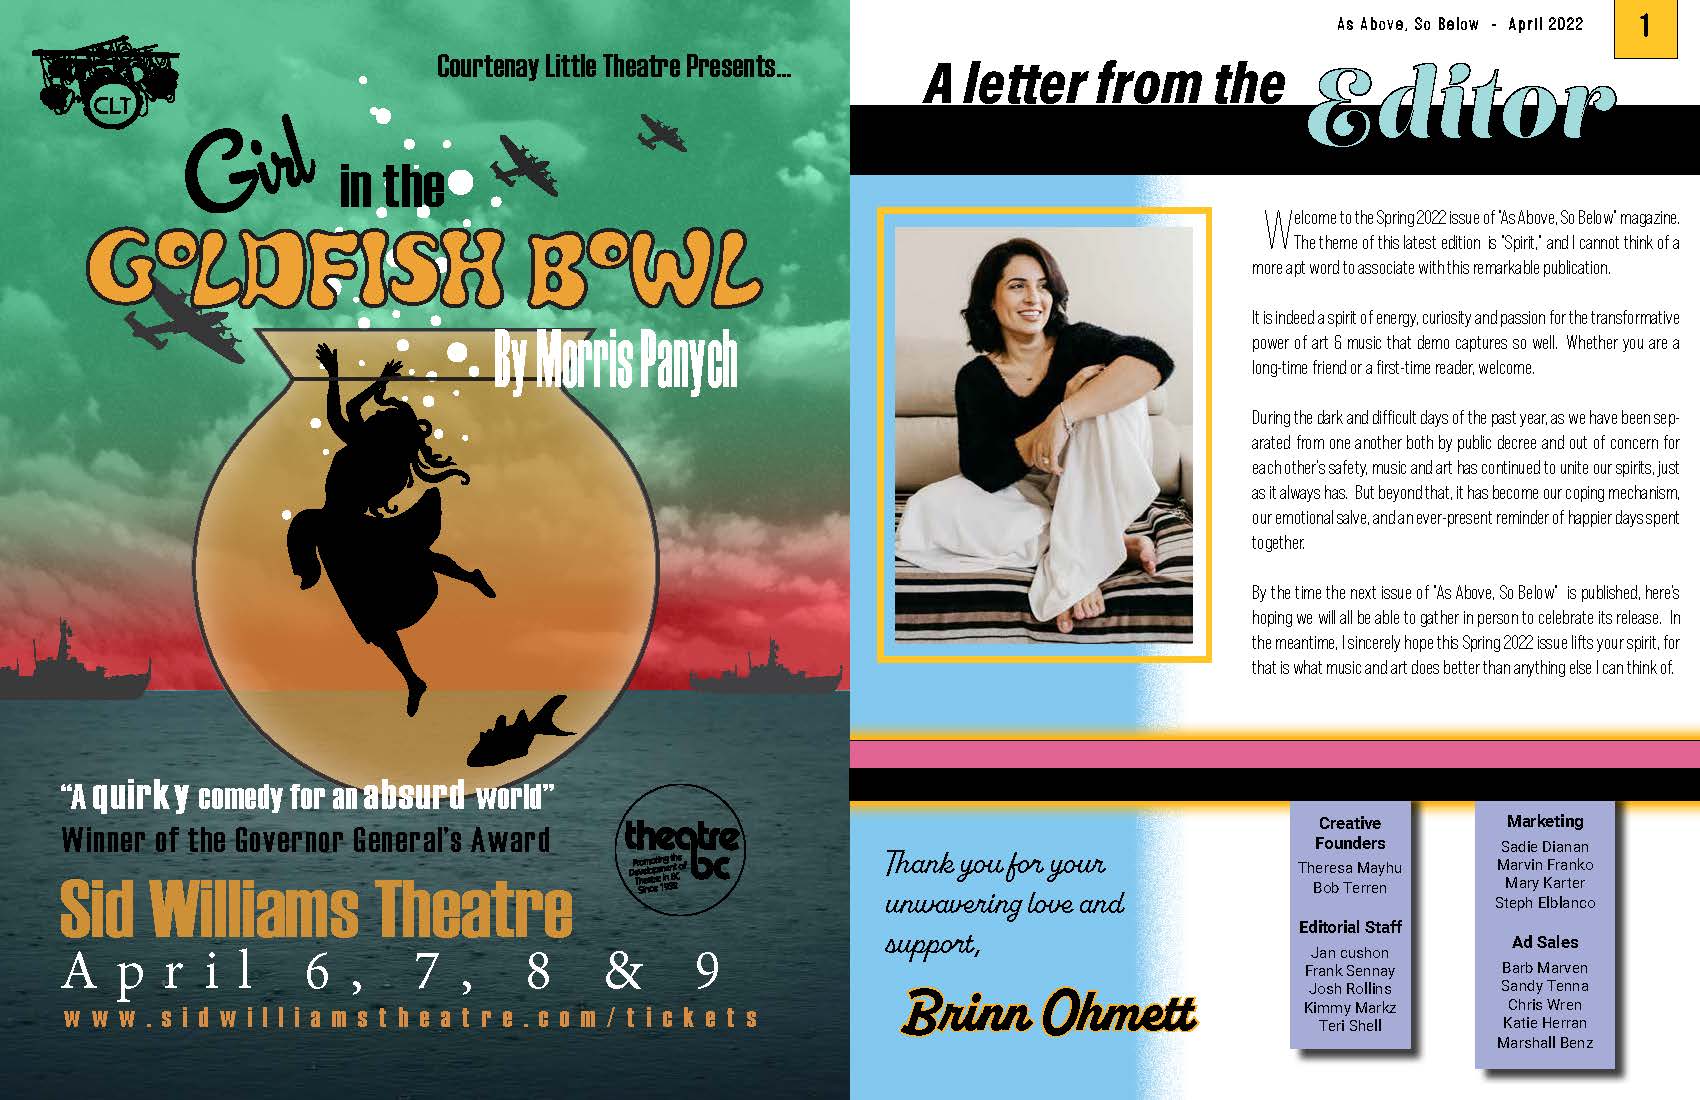 CLT
Courtenay Little Theatre Presents...
Girl
in the
GOLDFISH BOWL
By Morris Panych
“A quirky comedy for an absurd world”
Winner of the Governor General's Award
theatre
bc
Promoting the
Development of
Theatre in BC
Since 1932
Sid Williams Theatre
April 6, 7, 8 & 9
www.sidwilliamstheatre.com/tickets
As Above, So Below - April 2022
1
A letter from the Editor
Welcome to the Spring 2022 issue of "As Above, So Below" magazine.
The theme of this latest edition is "Spirit," and I cannot think of a
more apt word to associate with this remarkable publication.
It is indeed a spirit of energy, curiosity and passion for the transformative
power of art & music that demo captures so well. Whether you are a
long-time friend or a first-time reader, welcome.
During the dark and difficult days of the past year, as we have been sep-
arated from one another both by public decree and out of concern for
each other's safety, music and art has continued to unite our spirits, just
as it always has. But beyond that, it has become our coping mechanism,
our emotional salve, and an ever-present reminder of happier days spent
together.
By the time the next issue of "As Above, So Below" is published, here's
hoping we will all be able to gather in person to celebrate its release. In
the meantime, I sincerely hope this Spring 2022 issue lifts your spirit, for
that is what music and art does better than anything else I can think of.
Thank you for your
unwavering love and
support,
Brinn Ohmett
Creative
Founders
Theresa Mayhu
Bob Terren
Editorial Staff
Jan cushon
Frank Sennay
Josh Rollins
Kimmy Markz
Teri Shell
Marketing
Sadie Dianan
Marvin Franko
Mary Karter
Steph Elblanco
Ad Sales
Barb Marven
Sandy Tenna
Chris Wren
Katie Herran
Marshall Benz